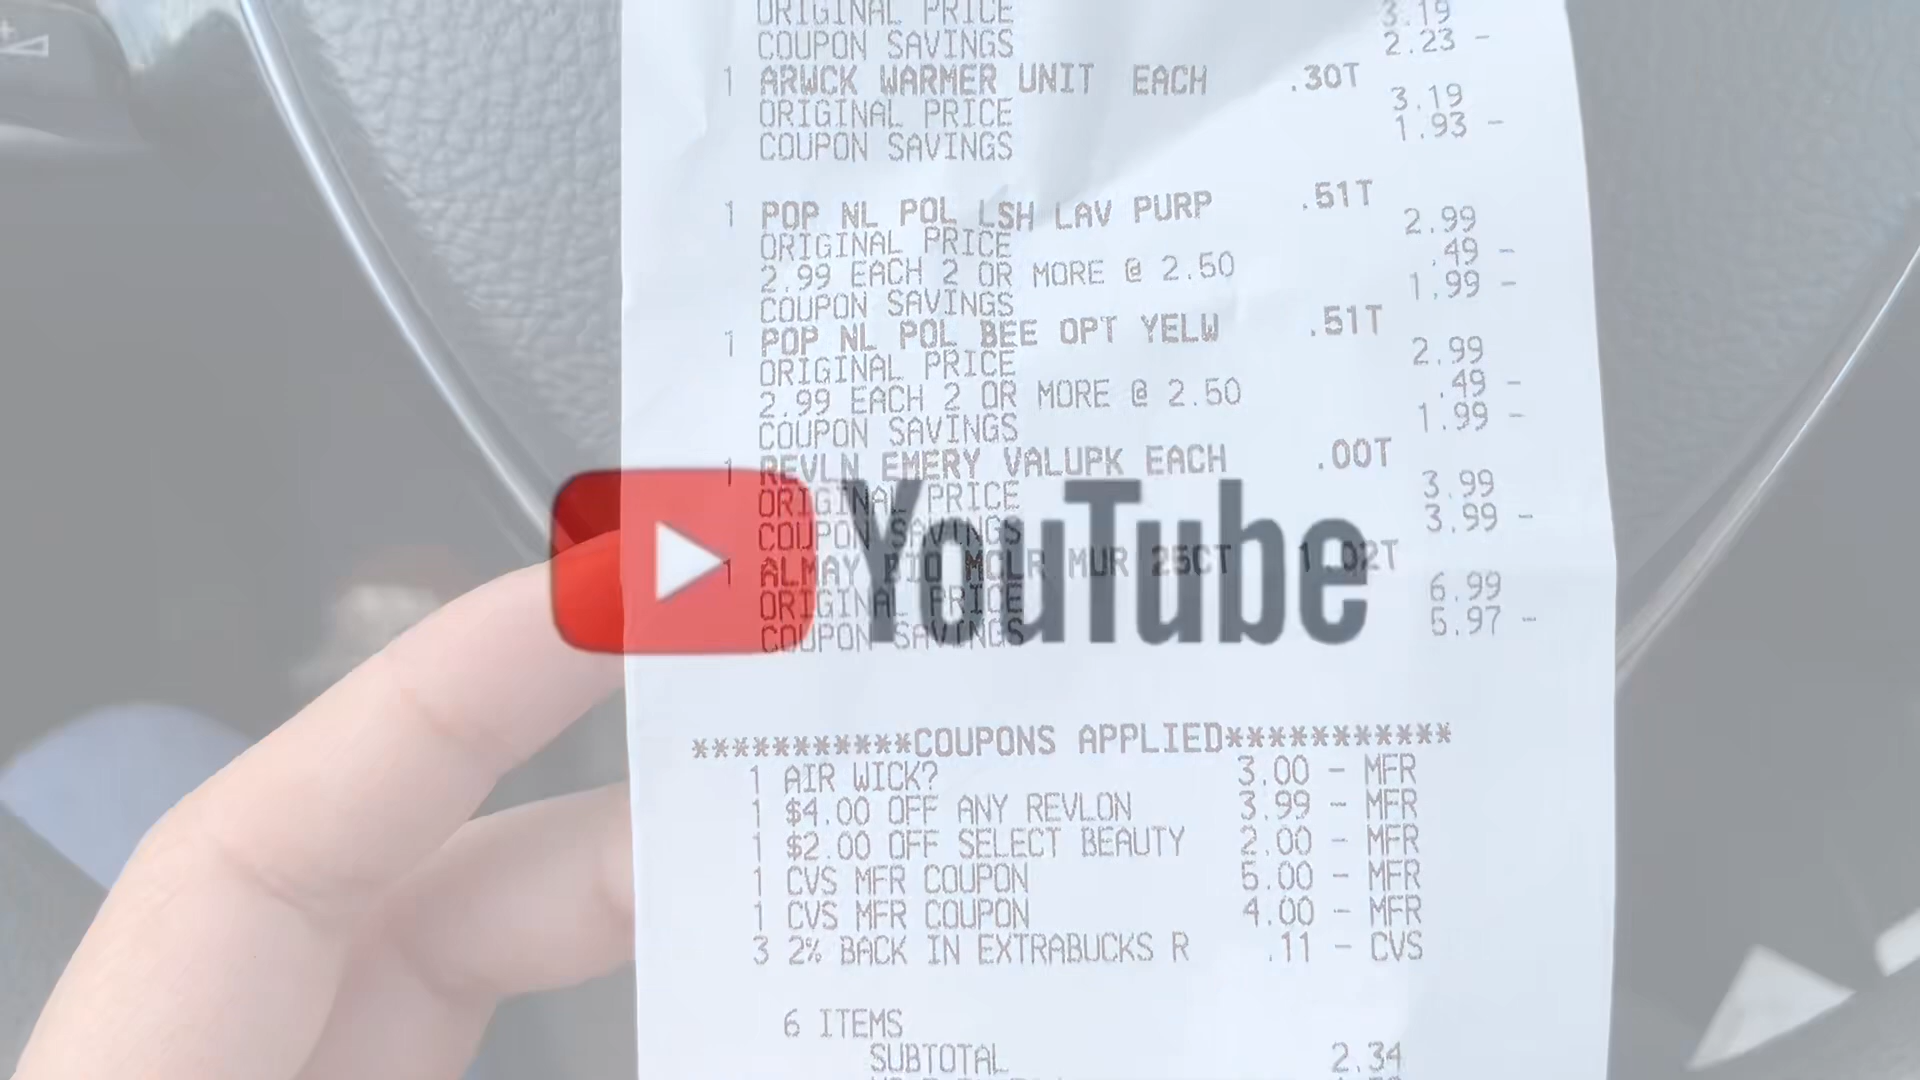 ORIGINAL PRICE 3.19
COUPON SAVINGS 2.23 -
1 ARWCK WARMER UNIT EACH .30T
ORIGINAL PRICE 3.19
COUPON SAVINGS 1.93 -
1 POP NL POL LSH LAV PURP .51T
ORIGINAL PRICE 2.99
2.99 EACH 2 OR MORE @ 2.50 .49 -
COUPON SAVINGS 1.99 -
1 POP NL POL BEE OPT YELW .51T
ORIGINAL PRICE 2.99
2.99 EACH 2 OR MORE @ 2.50 .49 -
COUPON SAVINGS 1.99 -
1 REVLN EMERY VALUPK EACH .00T
ORIGINAL PRICE 3.99
COUPON SAVINGS 3.99 -
1 ALMAY BIO MCLR MUR 25CT 1.02T
ORIGINAL PRICE 6.99
COUPON SAVINGS 5.97 -
YouTube
***********COUPONS APPLIED***********
1 AIR WICK? 3.00 - MFR
1 $4.00 OFF ANY REVLON 3.99 - MFR
1 $2.00 OFF SELECT BEAUTY 2.00 - MFR
1 CVS MFR COUPON 5.00 - MFR
1 CVS MFR COUPON 4.00 - MFR
3 2% BACK IN EXTRABUCKS R .11 - CVS
6 ITEMS
SUBTOTAL 2.34